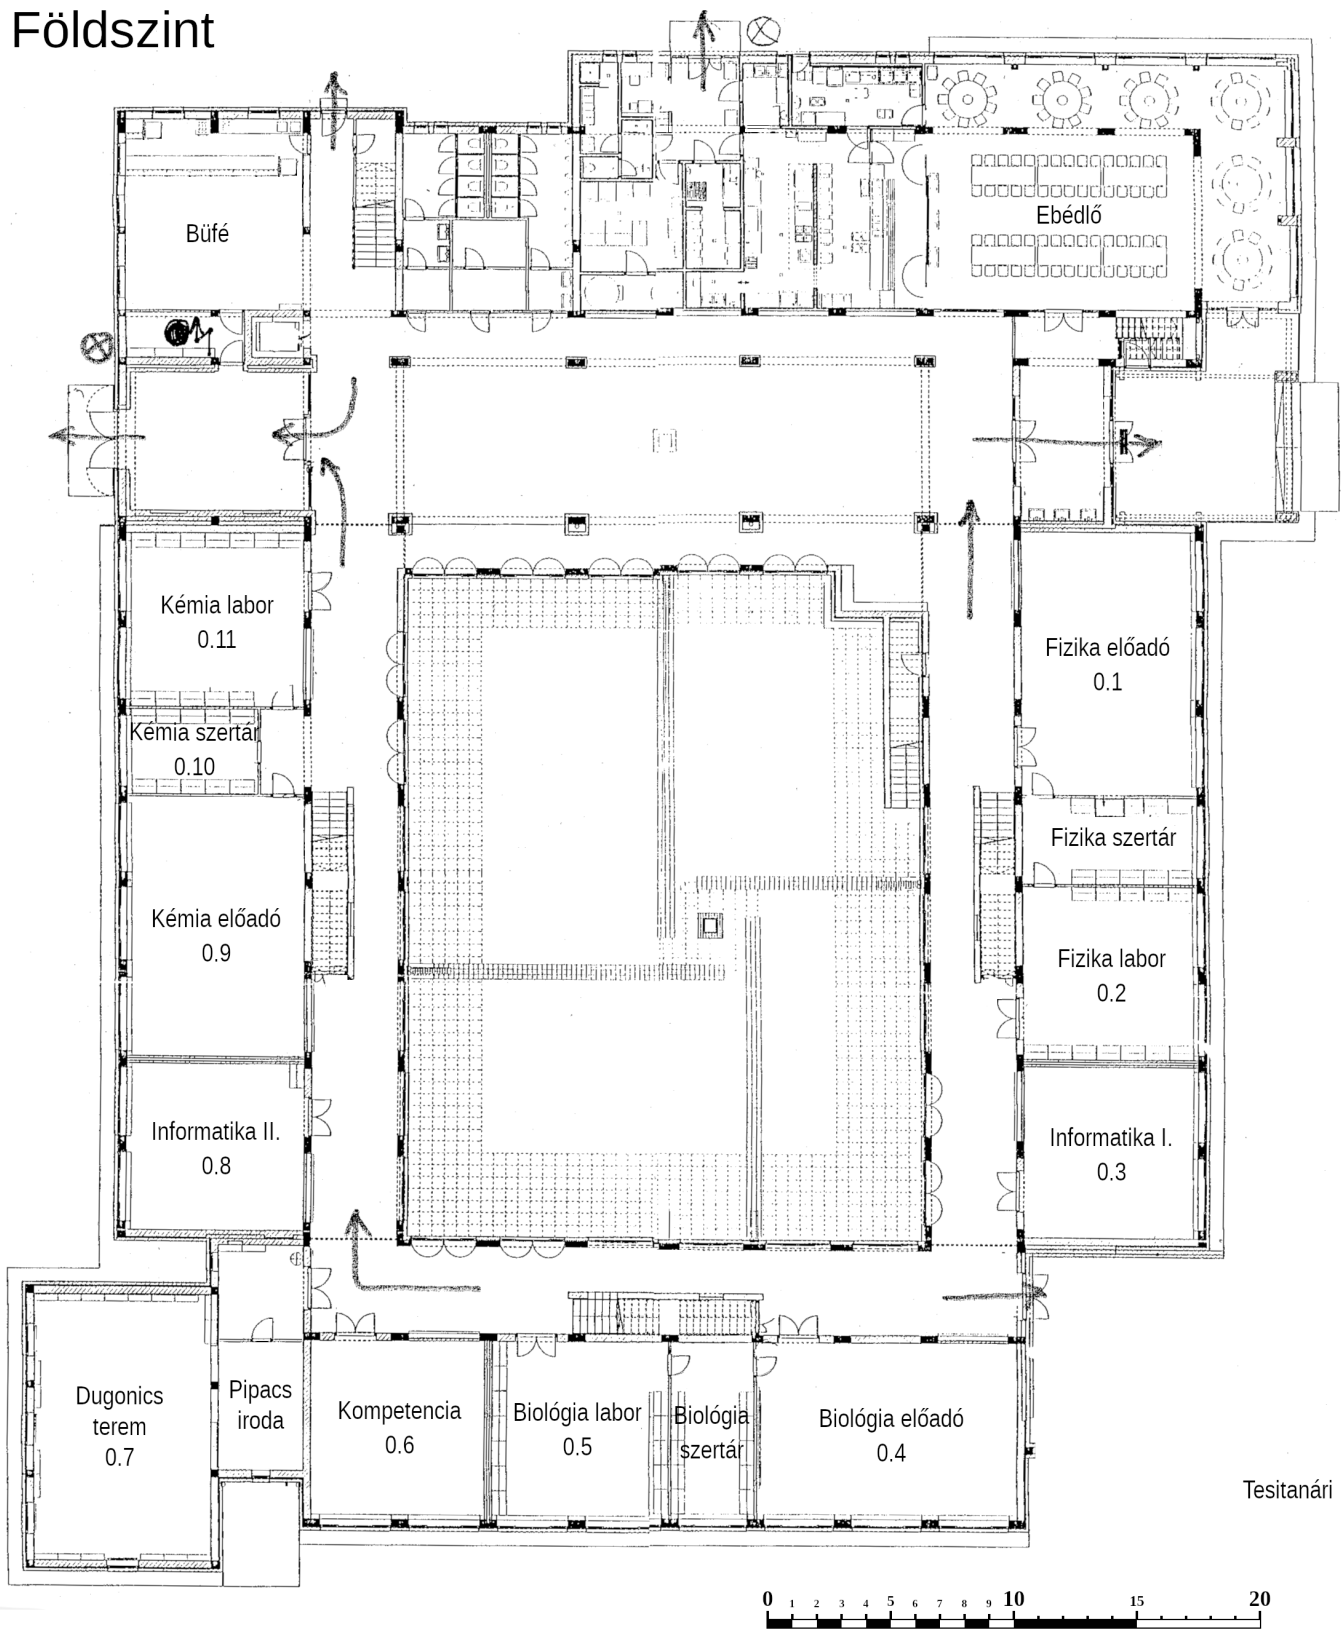 Földszint
Büfé
Ebédlő
Kémia labor
0.11
Kémia szertár
0.10
Kémia előadó
0.9
Informatika II.
0.8
Fizika előadó
0.1
Fizika szertár
Fizika labor
0.2
Informatika I.
0.3
Dugonics
terem
0.7
Pipacs
iroda
Kompetencia
0.6
Biológia labor
0.5
Biológia
szertár
Biológia előadó
0.4
Tesitanári
0 1 2 3 4 5 6 7 8 9 10 15 20